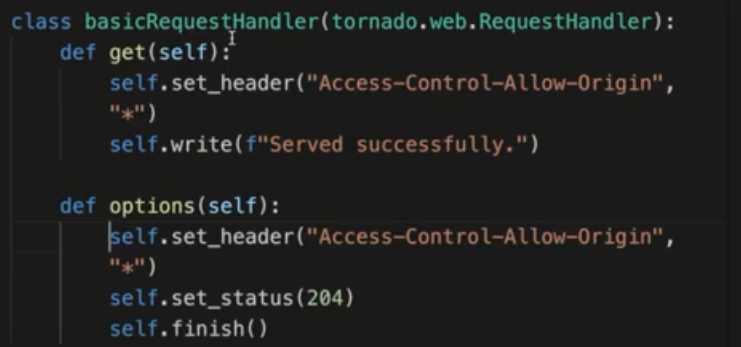 class basicRequestHandler(tornado.web.RequestHandler):
    def get(self):
        self.set_header("Access-Control-Allow-Origin",
        "*")
        self.write(f"Served successfully.")

    def options(self):
        self.set_header("Access-Control-Allow-Origin",
        "*")
        self.set_status(204)
        self.finish()